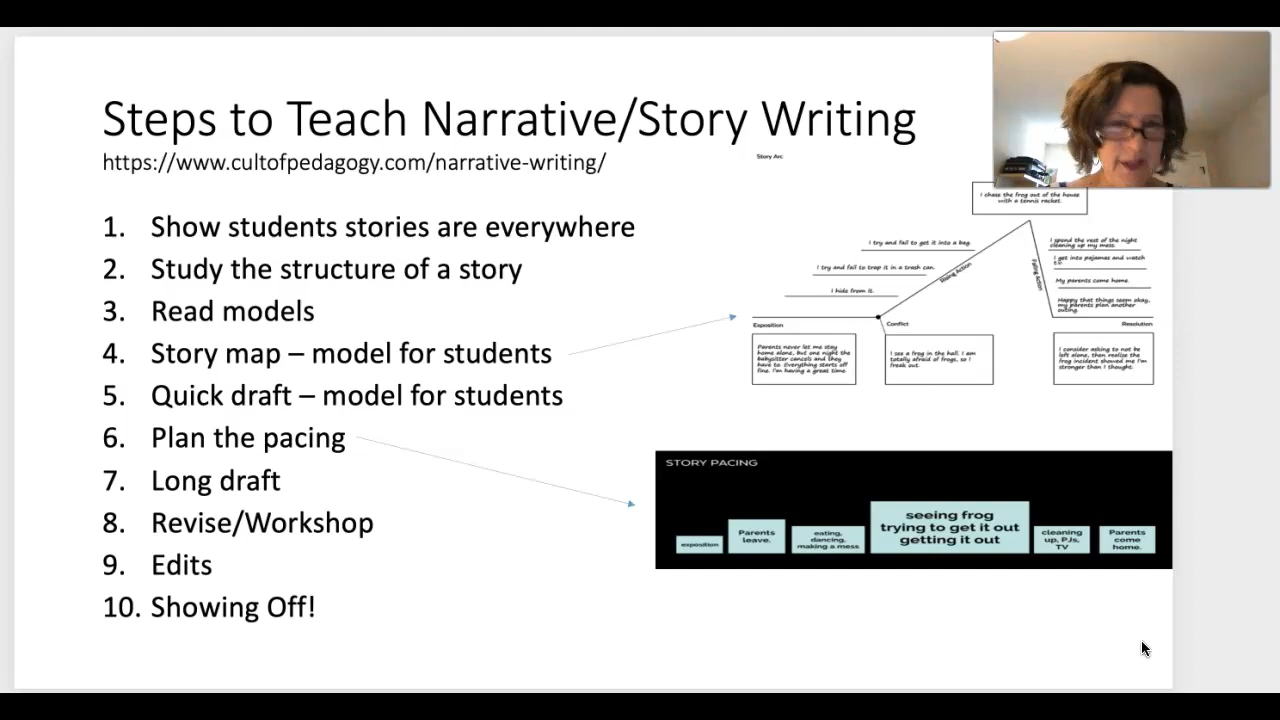 Steps to Teach Narrative/Story Writing
https://www.cultofpedagogy.com/narrative-writing/
1. Show students stories are everywhere
2. Study the structure of a story
3. Read models
4. Story map – model for students
5. Quick draft – model for students
6. Plan the pacing
7. Long draft
8. Revise/Workshop
9. Edits
10. Showing Off!
Story Arc
I chase the frog out of the house
with a tennis racket.
I try and fail to get it into a bag.
I try and fail to trap it in a trash can.
I hide from it.
Rising Action
Falling Action
I spend the rest of the night
cleaning up my mess.
I get into pajamas and watch
My parents come home.
Happy that things seem okay,
my parents plan another
outing.
Exposition
Conflict
Resolution
Parents never let me stay
home alone, but one night the
babysitter cancels and they
have to. Everything starts off
fine. I'm having a great time.
I see a frog in the hall. I am
totally afraid of frogs, so I
freak out.
I consider asking to not be
left alone, then realize the
frog incident showed me I'm
stronger than I thought.
STORY PACING
exposition
Parents
leave.
eating,
dancing,
making a mess
seeing frog
trying to get it out
getting it out
cleaning
up, PJs,
TV
Parents
come
home.